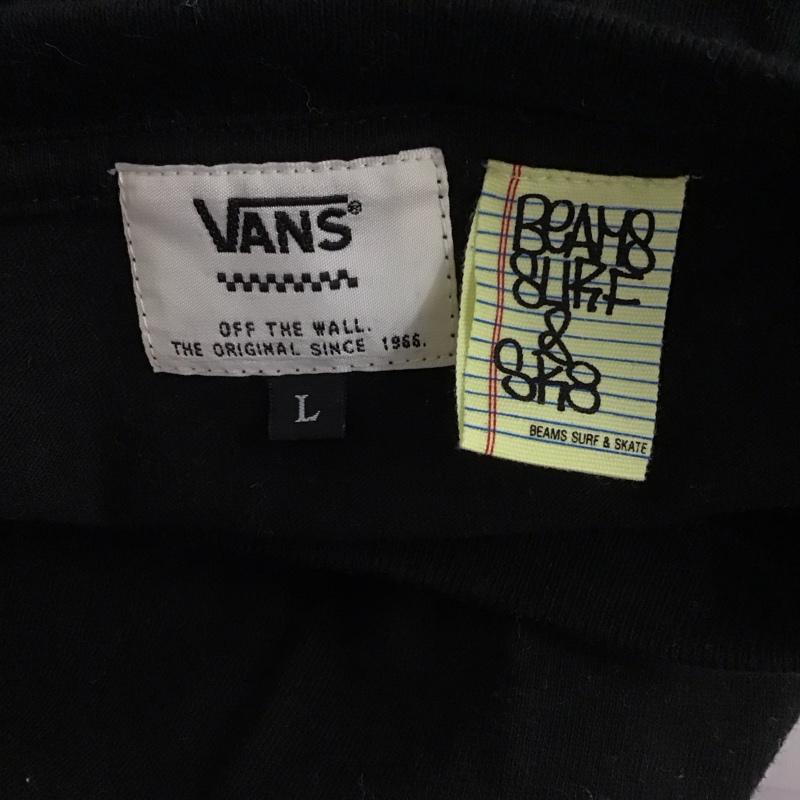 VANS®
OFF THE WALL.
THE ORIGINAL SINCE 1966.
L
BEAMS
SURF
&
SK8
BEAMS SURF & SKATE